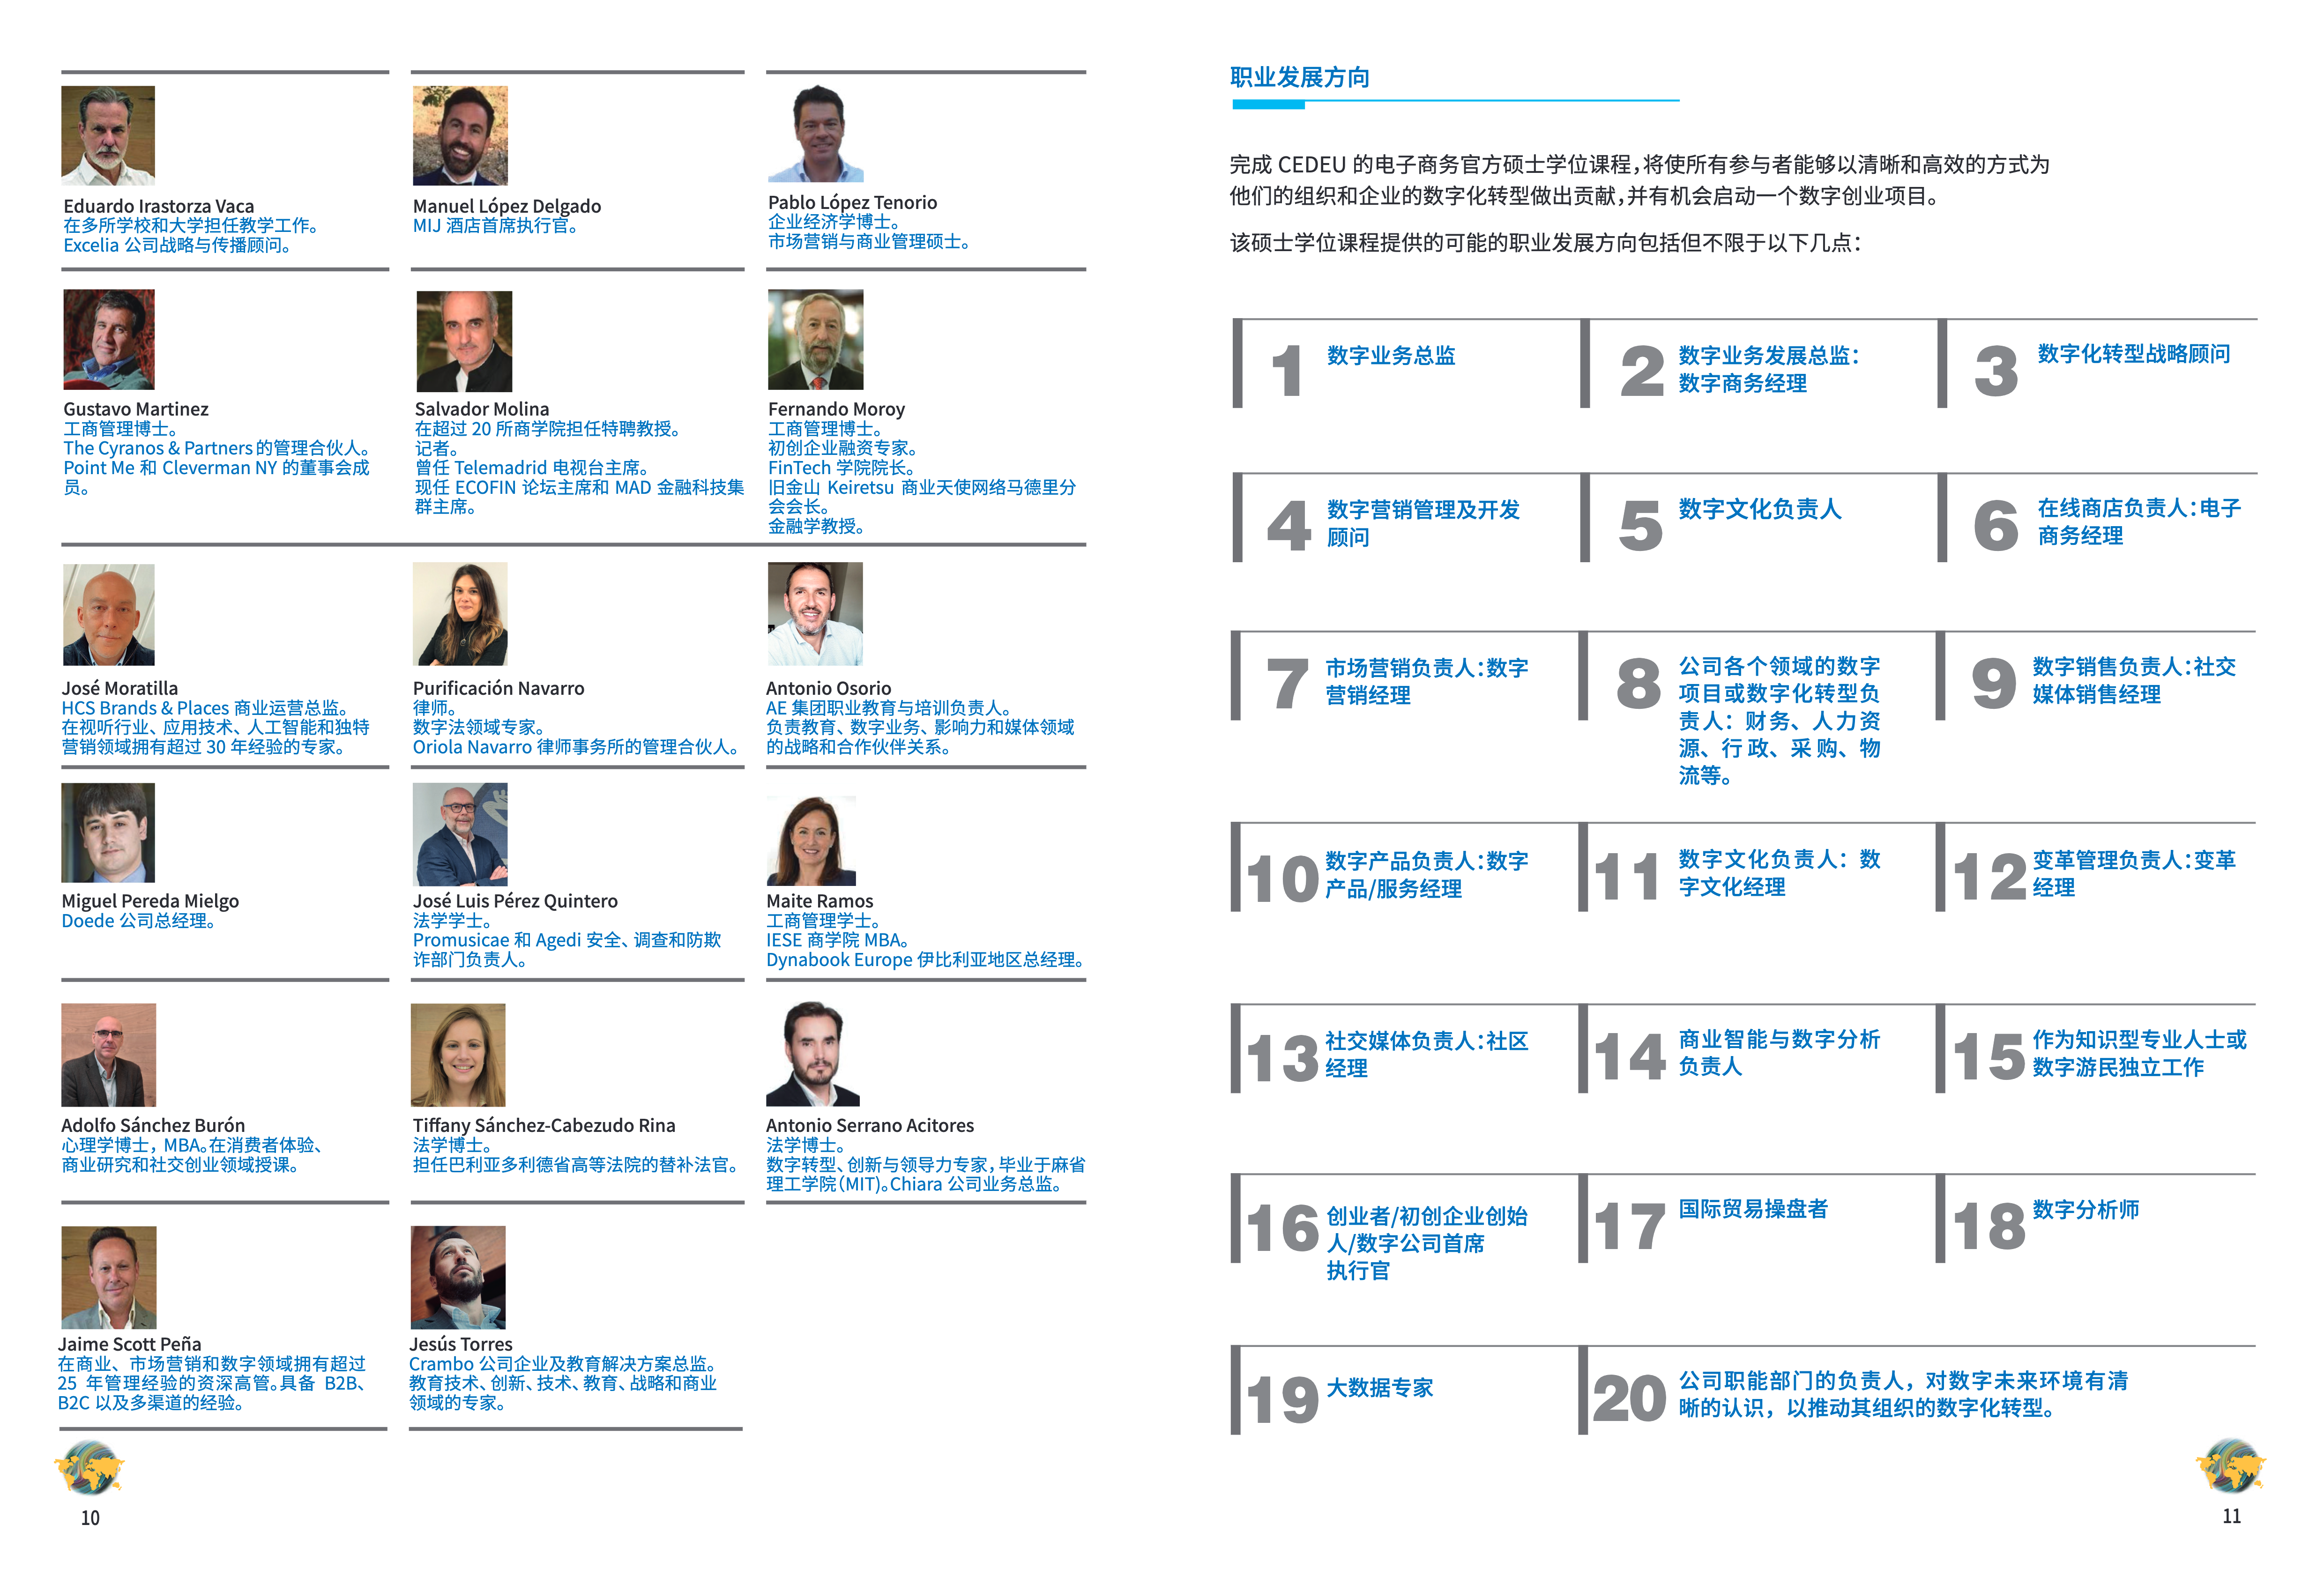 Eduardo Irastorza Vaca
在多所学校和大学担任教学工作。
Excelia 公司战略与传播顾问。
Manuel López Delgado
MIJ 酒店首席执行官。
Pablo López Tenorio
企业经济学博士。
市场营销与商业管理硕士。
Gustavo Martinez
工商管理博士。
The Cyranos & Partners 的管理合伙人。
Point Me 和 Cleverman NY 的董事会成
员。
Salvador Molina
在超过 20 所商学院担任特聘教授。
记者。
曾任 Telemadrid 电视台主席。
现任 ECOFIN 论坛主席和 MAD 金融科技集
群主席。
Fernando Moroy
工商管理博士。
初创企业融资专家。
FinTech 学院院长。
旧金山 Keiretsu 商业天使网络马德里分
会会长。
金融学教授。
José Moratilla
HCS Brands & Places 商业运营总监。
在视听行业、应用技术、人工智能和独特
营销领域拥有超过 30 年经验的专家。
Purificación Navarro
律师。
数字法领域专家。
Oriola Navarro 律师事务所的管理合伙人。
Antonio Osorio
AE 集团职业教育与培训负责人。
负责教育、数字业务、影响力和媒体领域
的战略和合作伙伴关系。
Miguel Pereda Mielgo
Doede 公司总经理。
José Luis Pérez Quintero
法学学士。
Promusicae 和 Agedi 安全、调查和防欺
诈部门负责人。
Maite Ramos
工商管理学士。
IESE 商学院 MBA。
Dynabook Europe 伊比利亚地区总经理。
Adolfo Sánchez Burón
心理学博士，MBA。在消费者体验、
商业研究和社交创业领域授课。
Tiffany Sánchez-Cabezudo Rina
法学博士。
担任巴利亚多利德省高等法院的替补法官。
Antonio Serrano Acitores
法学博士。
数字转型、创新与领导力专家，毕业于麻省
理工学院（MIT）。Chiara 公司业务总监。
Jaime Scott Peña
在商业、市场营销和数字领域拥有超过
25 年管理经验的资深高管。具备 B2B、
B2C 以及多渠道的经验。
Jesús Torres
Crambo 公司企业及教育解决方案总监。
教育技术、创新、技术、教育、战略和商业
领域的专家。
10
职业发展方向
完成 CEDEU 的电子商务官方硕士学位课程，将使所有参与者能够以清晰和高效的方式为
他们的组织和企业的数字化转型做出贡献，并有机会启动一个数字创业项目。
该硕士学位课程提供的可能的职业发展方向包括但不限于以下几点：
1
数字业务总监
2
数字业务发展总监：
数字商务经理
3
数字化转型战略顾问
4
数字营销管理及开发
顾问
5
数字文化负责人
6
在线商店负责人：电子
商务经理
7
市场营销负责人：数字
营销经理
8
公司各个领域的数字
项目或数字化转型负
责人：财务、人力资
源、行政、采购、物
流等。
9
数字销售负责人：社交
媒体销售经理
10
数字产品负责人：数字
产品/服务经理
11
数字文化负责人：数
字文化经理
12
变革管理负责人：变革
经理
13
社交媒体负责人：社区
经理
14
商业智能与数字分析
负责人
15
作为知识型专业人士或
数字游民独立工作
16
创业者/初创企业创始
人/数字公司首席
执行官
17
国际贸易操盘者
18
数字分析师
19
大数据专家
20
公司职能部门的负责人，对数字未来环境有清
晰的认识，以推动其组织的数字化转型。
11